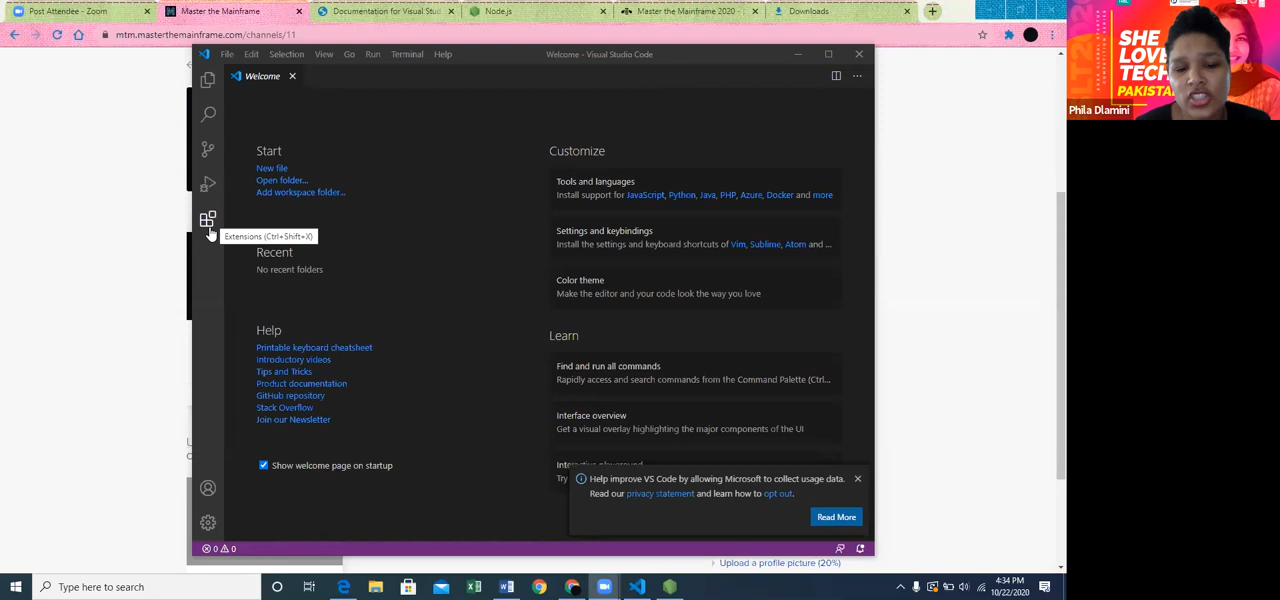 Post Attendee - Zoom
Master the Mainframe
Documentation for Visual Stud
Node.js
Master the Mainframe 2020 -
Downloads
mtm.masterthemainframe.com/channels/11
File Edit Selection View Go Run Terminal Help
Welcome - Visual Studio Code
Welcome
Start
New file
Open folder...
Add workspace folder...
Extensions (Ctrl+Shift+X)
Recent
No recent folders
Help
Printable keyboard cheatsheet
Introductory videos
Tips and Tricks
Product documentation
GitHub repository
Stack Overflow
Join our Newsletter
Show welcome page on startup
Customize
Tools and languages
Install support for JavaScript, Python, Java, PHP, Azure, Docker and more
Settings and keybindings
Install the settings and keyboard shortcuts of Vim, Sublime, Atom and ...
Color theme
Make the editor and your code look the way you love
Learn
Find and run all commands
Rapidly access and search commands from the Command Palette (Ctrl...
Interface overview
Get a visual overlay highlighting the major components of the UI
Help improve VS Code by allowing Microsoft to collect usage data.
Read our privacy statement and learn how to opt out.
Read More
0 0
Upload a profile picture (20%)
Type here to search
4:34 PM
10/22/2020
SHE
LOVE
TECH
PAKISTA
Phila Dlamini